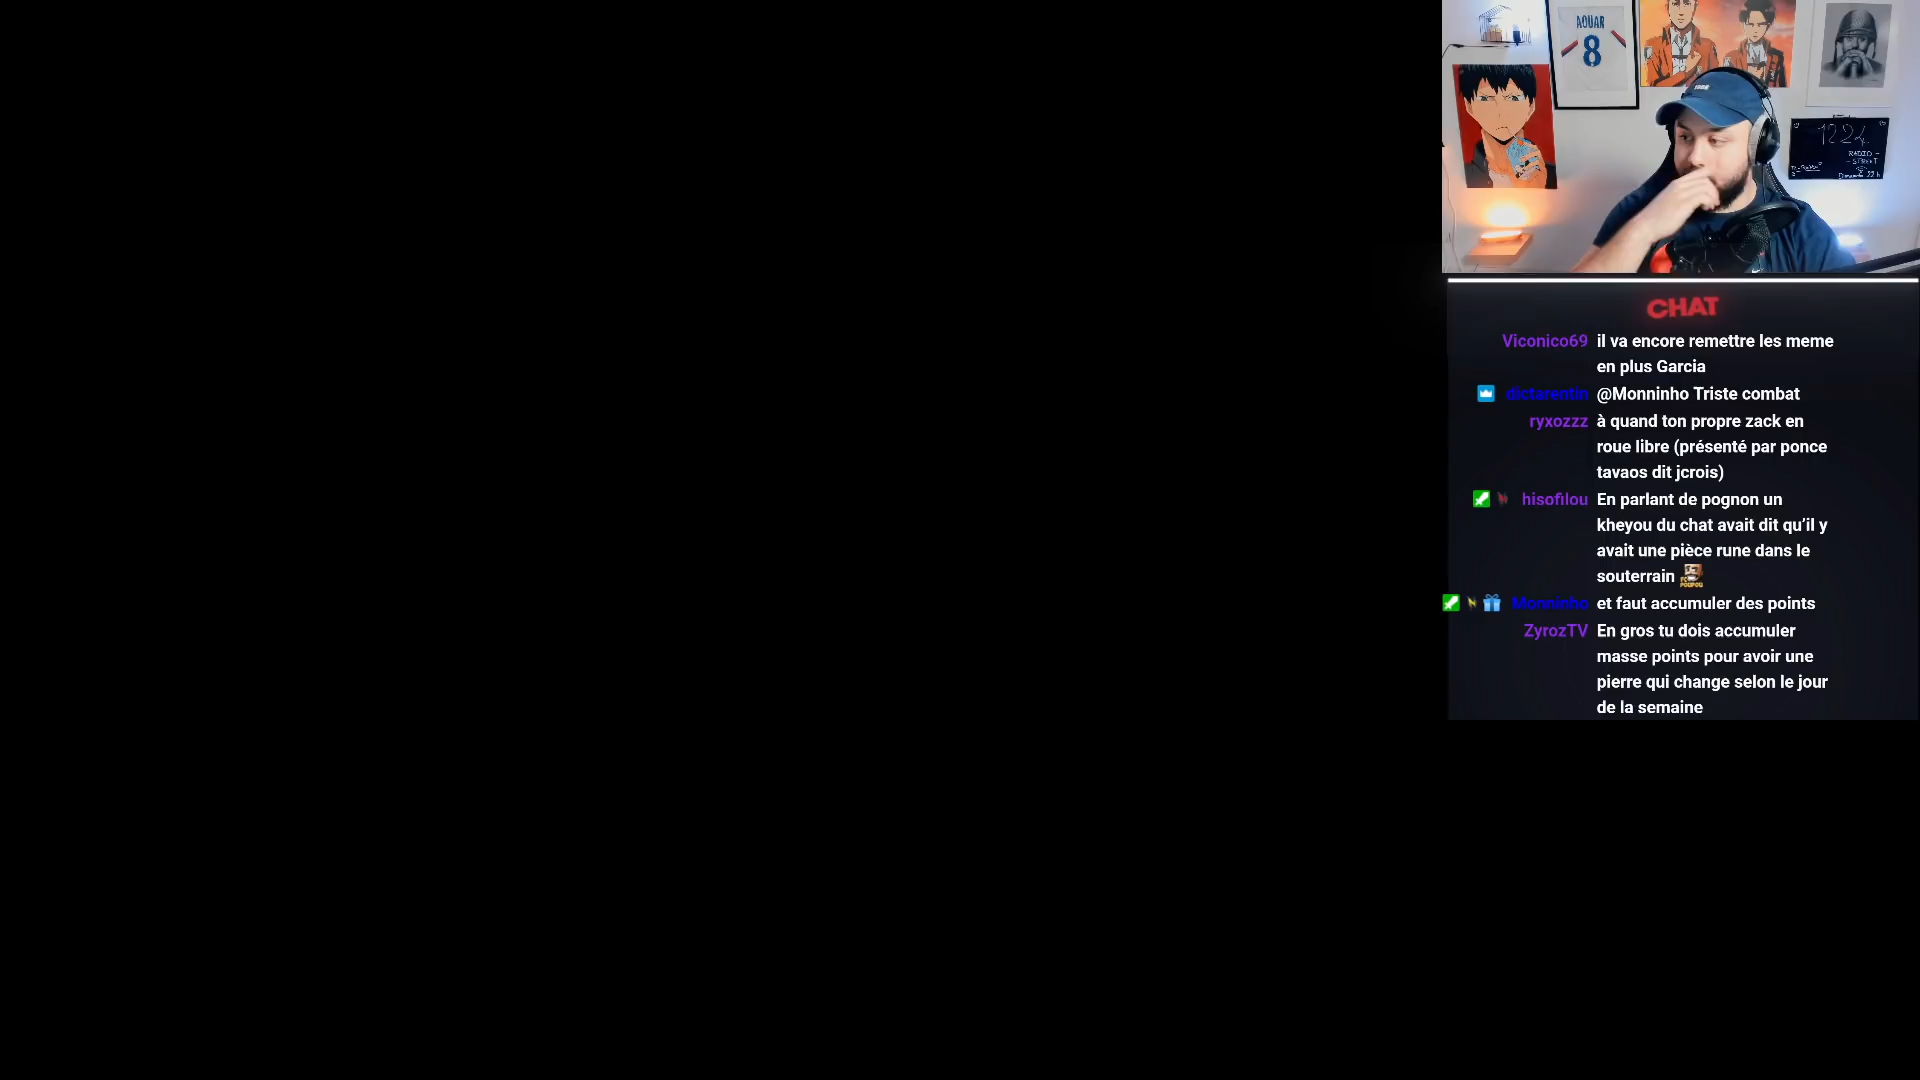 AOUAR
8
1224
RADIO -
- STREET
Dimanche 22h
CHAT
Viconico69 il va encore remettre les meme
en plus Garcia
dictarentin @Monninho Triste combat
ryxozzz à quand ton propre zack en
roue libre (présenté par ponce
tavaos dit jcrois)
hisofilou En parlant de pognon un
kheyou du chat avait dit qu’il y
avait une pièce rune dans le
souterrain
Monninho et faut accumuler des points
ZyrozTV En gros tu dois accumuler
masse points pour avoir une
pierre qui change selon le jour
de la semaine